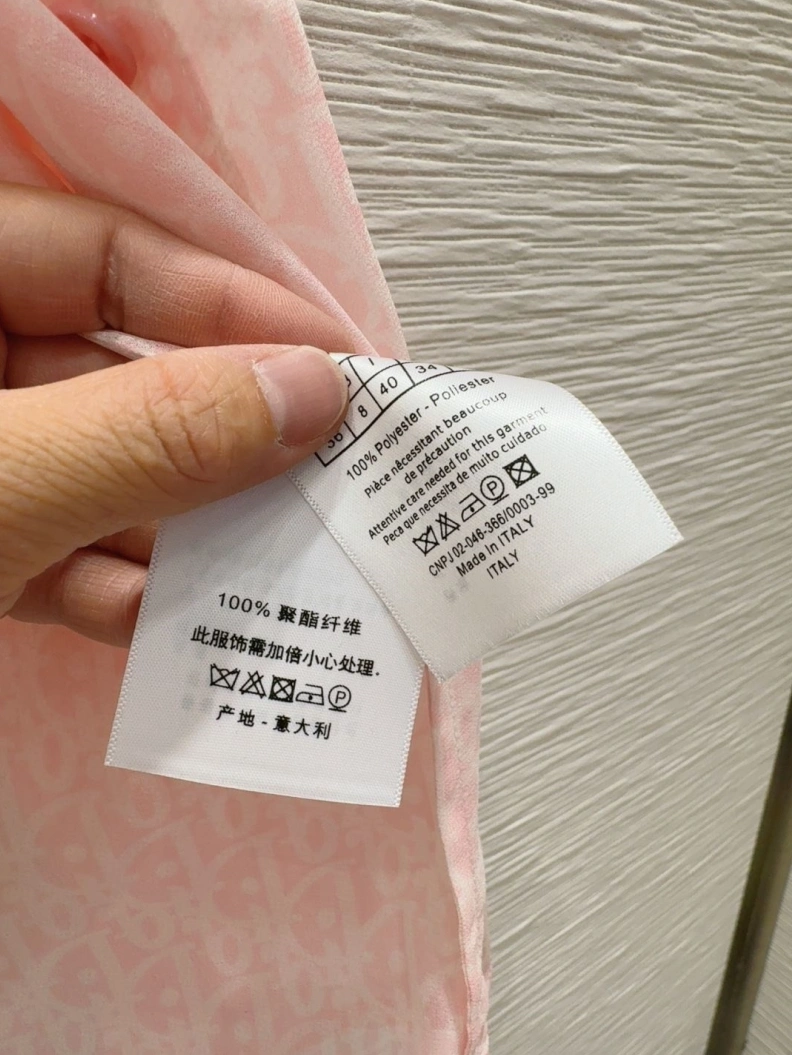 36 8 40 34
100% Polyester - Poliester
Pièce nécessitant beaucoup
de précaution
Attentive care needed for this garment
Peca que necessita de muito cuidado
P
CNPJ 02-046-366/0003-99
Made in ITALY
ITALY
100% 聚酯纤维
此服饰需加倍小心处理.
P
产地 - 意大利